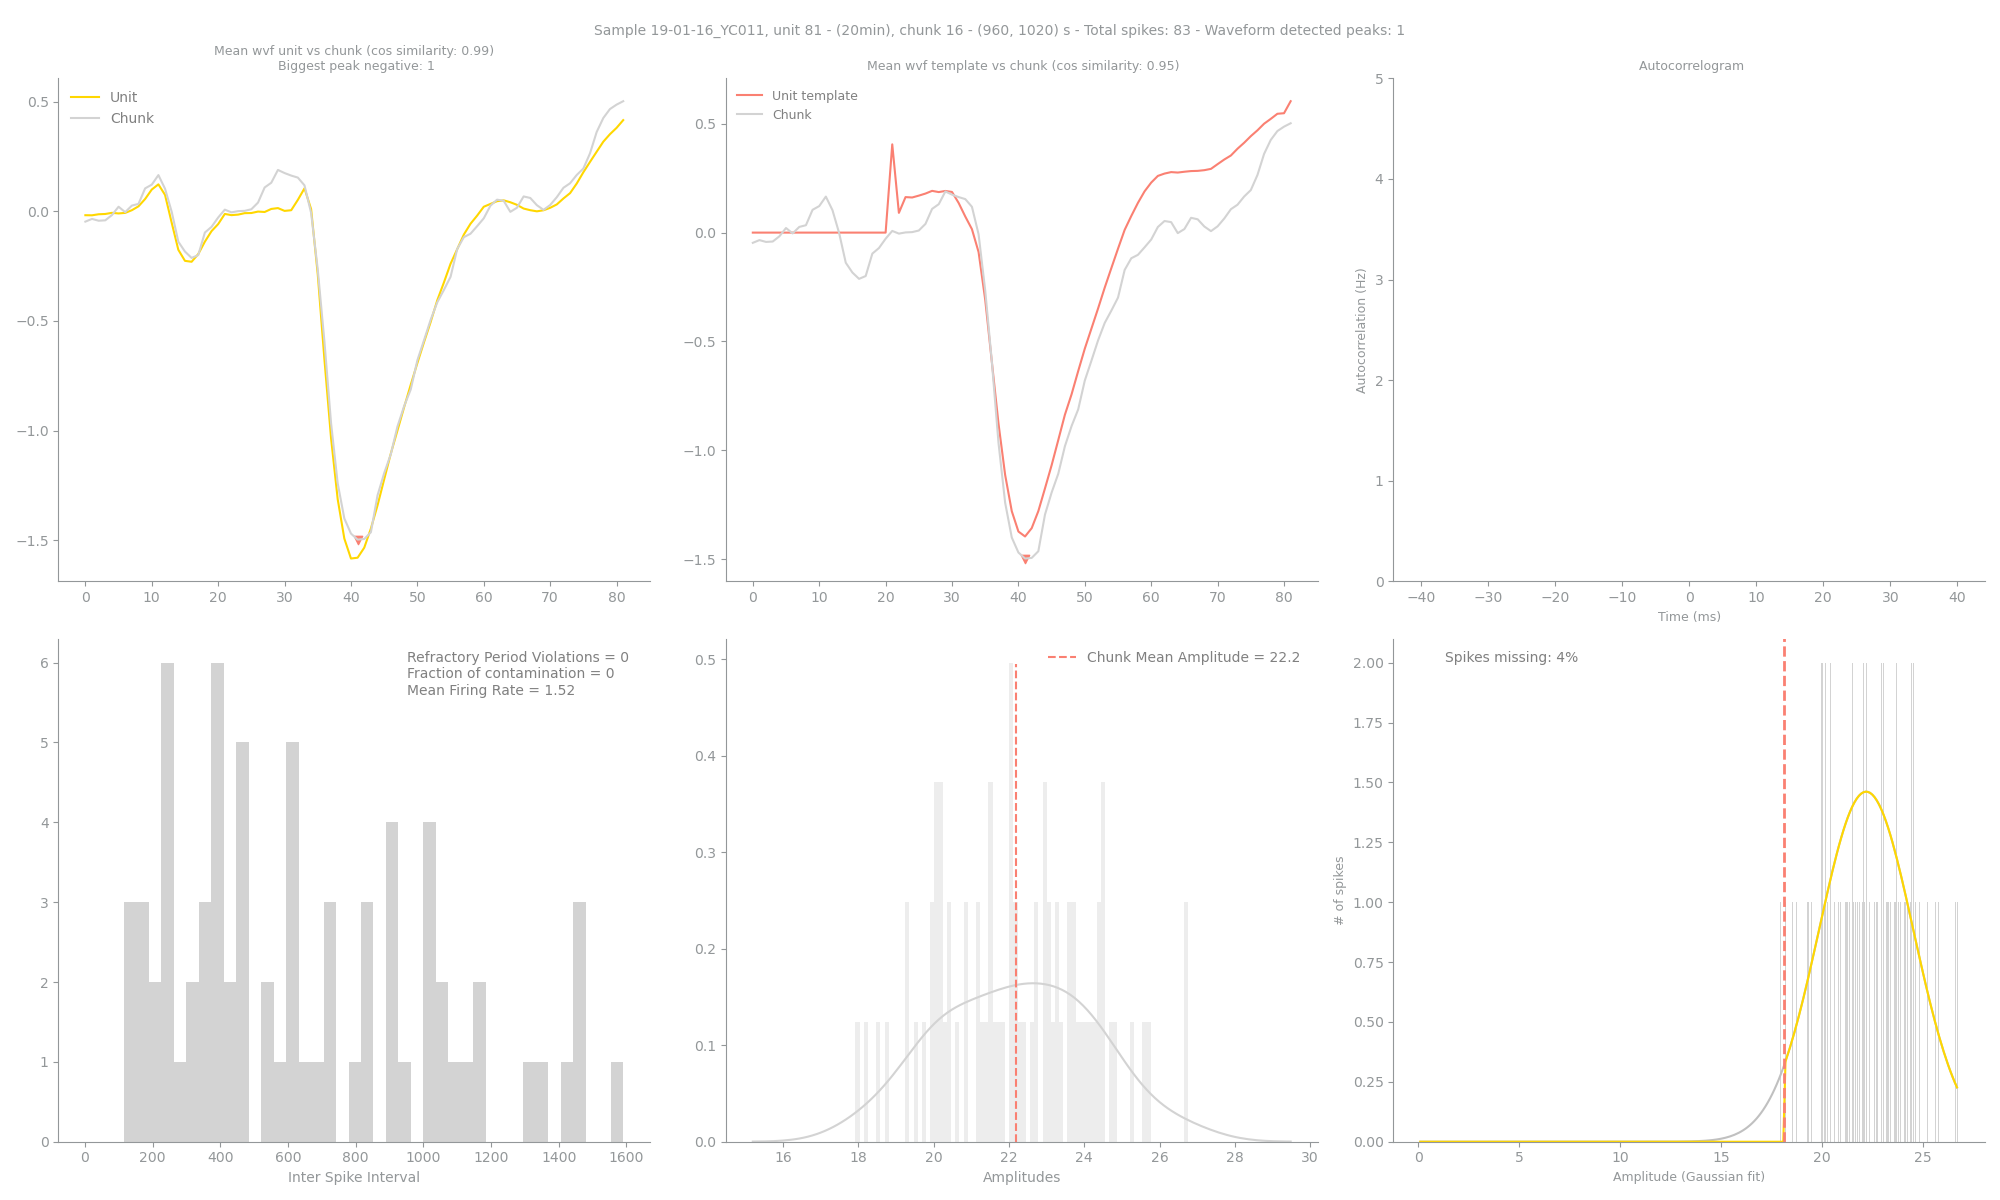 Sample 19-01-16_YC011, unit 81 - (20min), chunk 16 - (960, 1020) s - Total spikes: 83 - Waveform detected peaks: 1
Mean wvf unit vs chunk (cos similarity: 0.99)
Biggest peak negative: 1
Unit
Chunk
0.5
0.0
−0.5
−1.0
−1.5
0 10 20 30 40 50 60 70 80
Mean wvf template vs chunk (cos similarity: 0.95)
Unit template
Chunk
0.5
0.0
−0.5
−1.0
−1.5
0 10 20 30 40 50 60 70 80
Autocorrelogram
Autocorrelation (Hz)
5
4
3
2
1
0
−40 −30 −20 −10 0 10 20 30 40
Time (ms)
Refractory Period Violations = 0
Fraction of contamination = 0
Mean Firing Rate = 1.52
6
5
4
3
2
1
0
0 200 400 600 800 1000 1200 1400 1600
Inter Spike Interval
Chunk Mean Amplitude = 22.2
0.5
0.4
0.3
0.2
0.1
0.0
16 18 20 22 24 26 28 30
Amplitudes
Spikes missing: 4%
# of spikes
2.00
1.75
1.50
1.25
1.00
0.75
0.50
0.25
0.00
0 5 10 15 20 25
Amplitude (Gaussian fit)